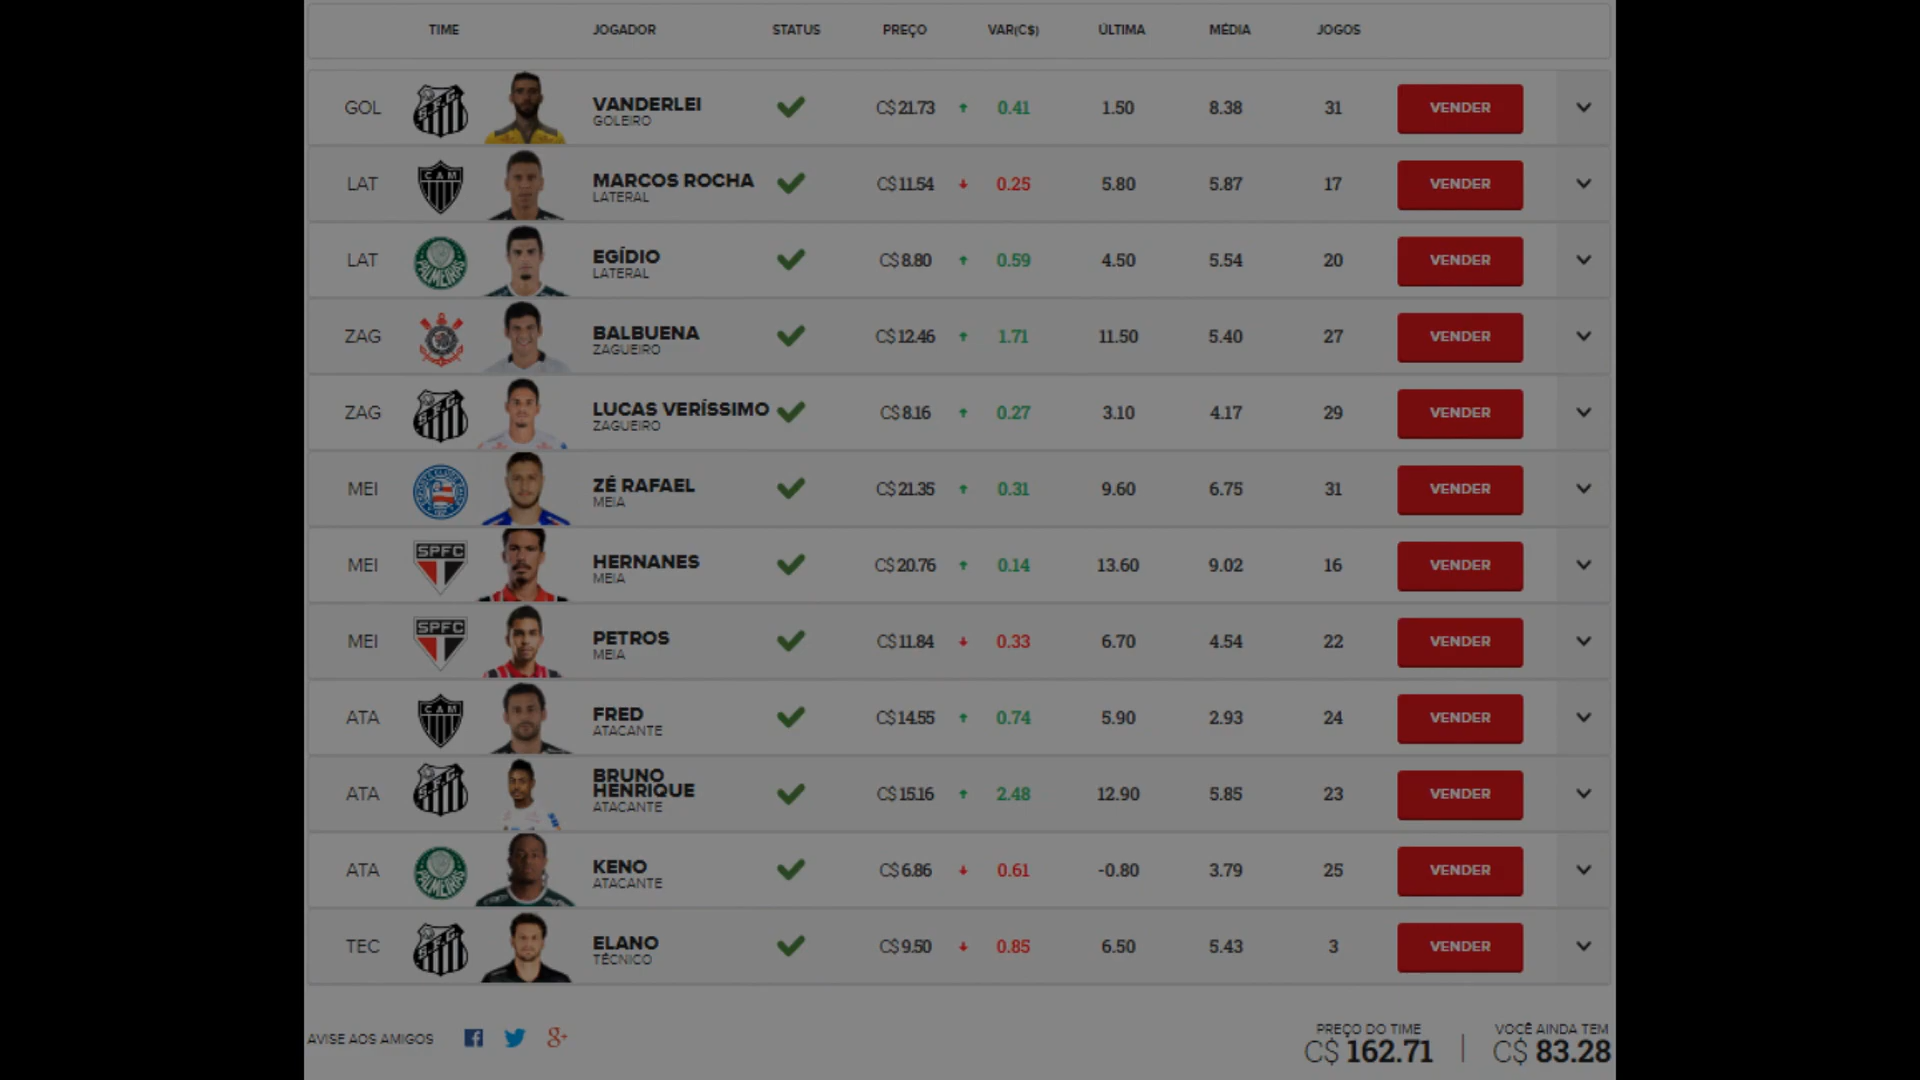 TIME JOGADOR STATUS PREÇO VAR(C$) ÚLTIMA MÉDIA JOGOS
GOL VANDERLEI GOLEIRO C$ 21.73 0.41 1.50 8.38 31 VENDER
LAT CAM MARCOS ROCHA LATERAL C$ 11.54 0.25 5.80 5.87 17 VENDER
LAT PALMEIRAS EGÍDIO LATERAL C$ 8.80 0.59 4.50 5.54 20 VENDER
ZAG BALBUENA ZAGUEIRO C$ 12.46 1.71 11.50 5.40 27 VENDER
ZAG LUCAS VERÍSSIMO ZAGUEIRO C$ 8.16 0.27 3.10 4.17 29 VENDER
MEI ZÉ RAFAEL MEIA C$ 21.35 0.31 9.60 6.75 31 VENDER
MEI SPFC HERNANES MEIA C$ 20.76 0.14 13.60 9.02 16 VENDER
MEI SPFC PETROS MEIA C$ 11.84 0.33 6.70 4.54 22 VENDER
ATA CAM FRED ATACANTE C$ 14.55 0.74 5.90 2.93 24 VENDER
ATA BRUNO HENRIQUE ATACANTE C$ 15.16 2.48 12.90 5.85 23 VENDER
ATA PALMEIRAS KENO ATACANTE C$ 6.86 0.61 -0.80 3.79 25 VENDER
TEC ELANO TÉCNICO C$ 9.50 0.85 6.50 5.43 3 VENDER
AVISE AOS AMIGOS
PREÇO DO TIME VOCÊ AINDA TEM
C$ 162.71 | C$ 83.28